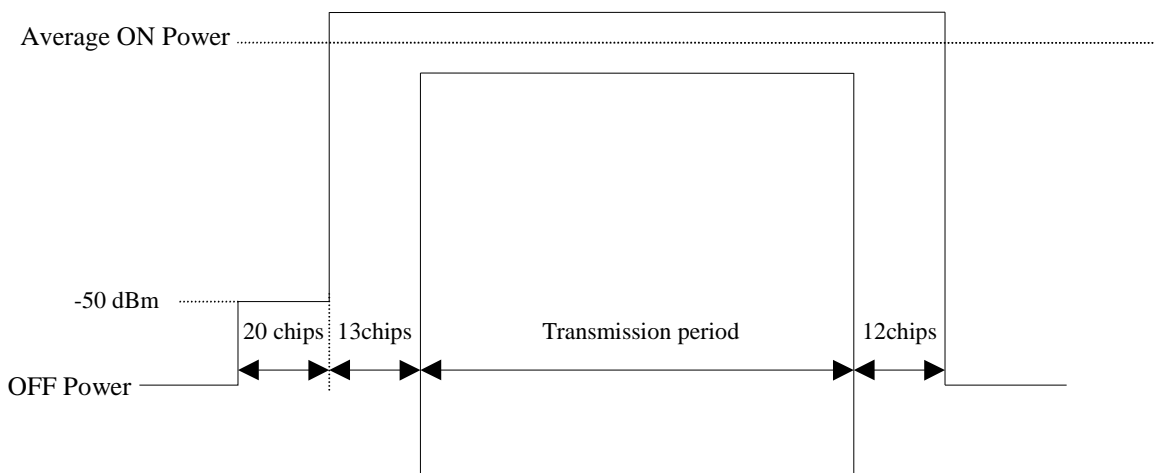 Average ON Power
-50 dBm
20 chips 13chips Transmission period 12chips
OFF Power